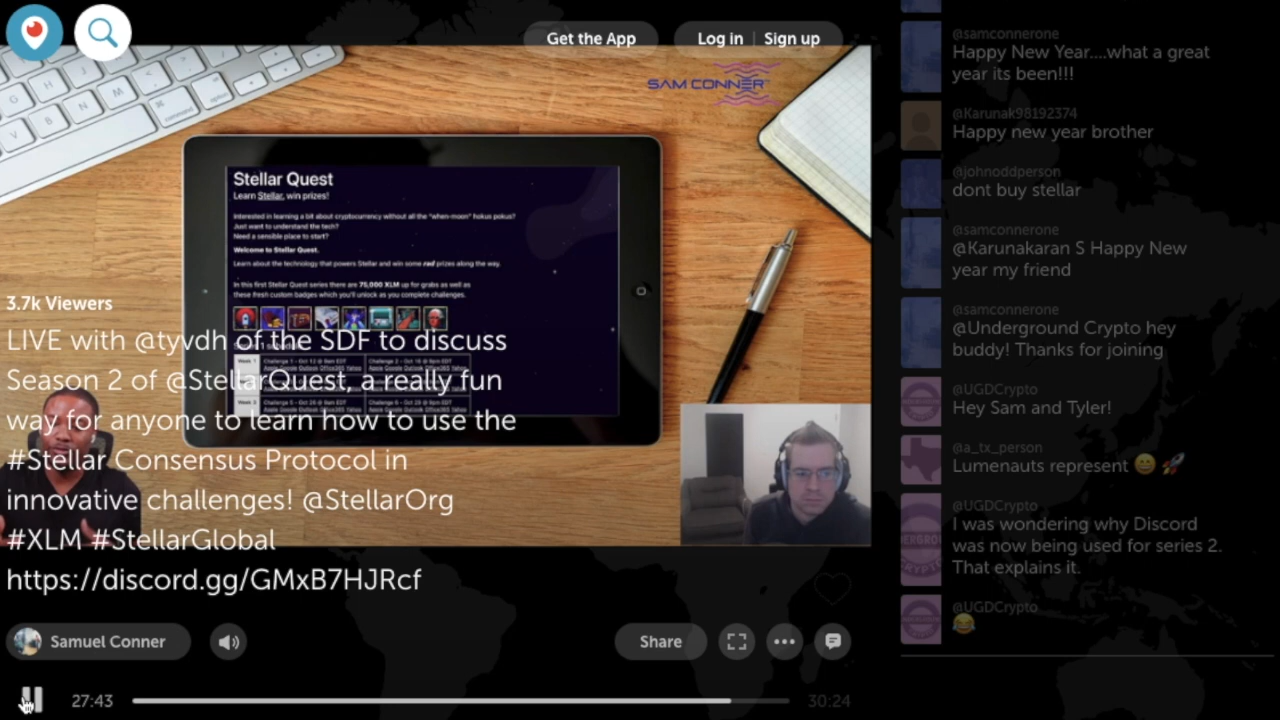 Get the App
Log in
Sign up
SAM CONNER
Stellar Quest
Learn Stellar, win prizes!
Interested in learning a bit about cryptocurrency without all the "when-moon" hokus pokus?
Just want to understand the tech?
Need a sensible place to start?
Welcome to Stellar Quest.
Learn about the technology that powers Stellar and win some rad prizes along the way.
In this first Stellar Quest series there are 75,000 XLM up for grabs as well as
these fresh custom badges which you'll unlock as you complete challenges.
3.7k Viewers
LIVE with @tyvdh of the SDF to discuss
Season 2 of @StellarQuest, a really fun
way for anyone to learn how to use the
#Stellar Consensus Protocol in
innovative challenges! @StellarOrg
#XLM #StellarGlobal
https://discord.gg/GMxB7HJRcf
Samuel Conner
Share
27:43
30:24
@samconnerone
Happy New Year....what a great
year its been!!!
@Karunak98192374
Happy new year brother
@johnoddperson
dont buy stellar
@samconnerone
@Karunakaran S Happy New
year my friend
@samconnerone
@Underground Crypto hey
buddy! Thanks for joining
@UGDCrypto
Hey Sam and Tyler!
@a_tx_person
Lumenauts represent 😄 🚀
@UGDCrypto
I was wondering why Discord
was now being used for series 2.
That explains it.
@UGDCrypto
😂